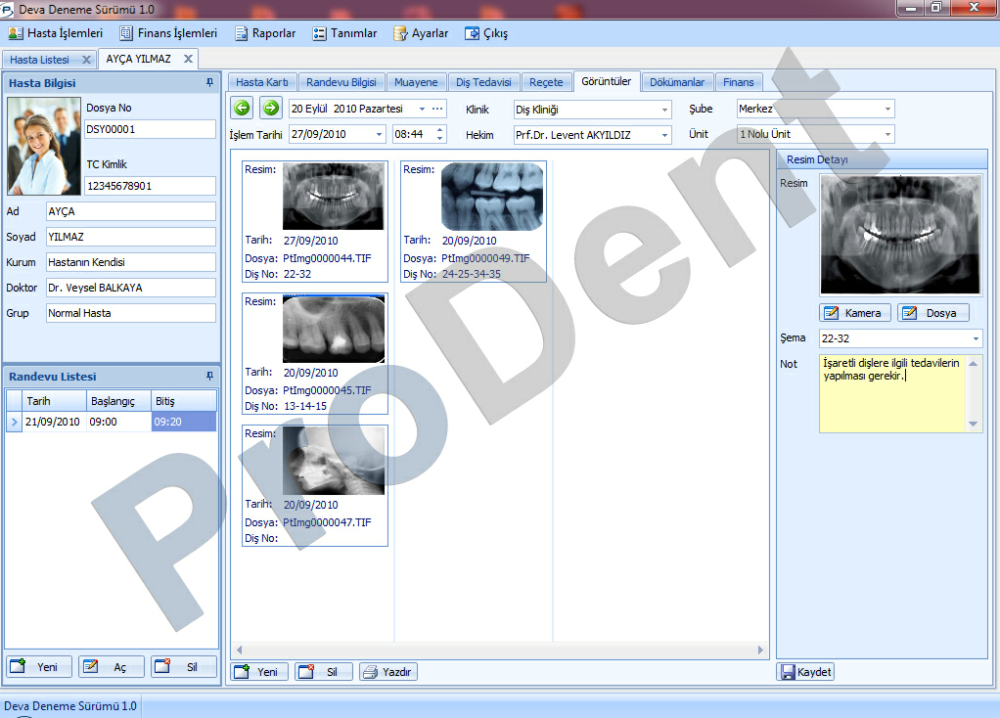 Deva Deneme Sürümü 1.0
Hasta İşlemleri Finans İşlemleri Raporlar Tanımlar Ayarlar Çıkış
Hasta Listesi AYÇA YILMAZ
Hasta Bilgisi
Dosya No
DSY00001
TC Kimlik
12345678901
Ad AYÇA
Soyad YILMAZ
Kurum Hastanın Kendisi
Doktor Dr. Veysel BALKAYA
Grup Normal Hasta
Randevu Listesi
Tarih Başlangıç Bitiş
21/09/2010 09:00 09:20
Yeni Aç Sil
Hasta Kartı Randevu Bilgisi Muayene Diş Tedavisi Reçete Görüntüler Dökümanlar Finans
20 Eylül 2010 Pazartesi Klinik Diş Kliniği Şube Merkez
İşlem Tarihi 27/09/2010 08:44 Hekim Prf.Dr. Levent AKYILDIZ Ünit 1 Nolu Ünit
Resim:
Tarih: 27/09/2010
Dosya: PtImg0000044.TIF
Diş No: 22-32
Resim:
Tarih: 20/09/2010
Dosya: PtImg0000049.TIF
Diş No: 24-25-34-35
Resim:
Tarih: 20/09/2010
Dosya: PtImg0000045.TIF
Diş No: 13-14-15
Resim:
Tarih: 20/09/2010
Dosya: PtImg0000047.TIF
Diş No:
Yeni Sil Yazdır
Resim Detayı
Resim
Kamera Dosya
Şema 22-32
Not İşaretli dişlere ilgili tedavilerin
yapılması gerekir.
Kaydet
ProDent
Deva Deneme Sürümü 1.0